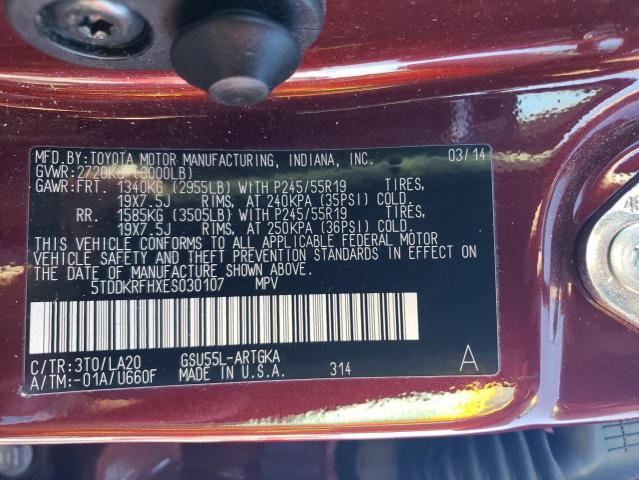 MFD.BY:TOYOTA MOTOR MANUFACTURING, INDIANA, INC. 03/14
GVWR:2720KG (6000LB)
GAWR:FRT. 1340KG (2955LB) WITH P245/55R19 TIRES,
19X7.5J RIMS, AT 240KPA (35PSI) COLD.
RR. 1585KG (3505LB) WITH P245/55R19 TIRES,
19X7.5J RIMS, AT 250KPA (36PSI) COLD.
THIS VEHICLE CONFORMS TO ALL APPLICABLE FEDERAL MOTOR
VEHICLE SAFETY AND THEFT PREVENTION STANDARDS IN EFFECT ON
THE DATE OF MANUFACTURE SHOWN ABOVE.
5TDDKRFHXES030107 MPV
C/TR:3T0/LA20 GSU55L-ARTGKA
A/TM:-01A/U660F MADE IN U.S.A. 314 A